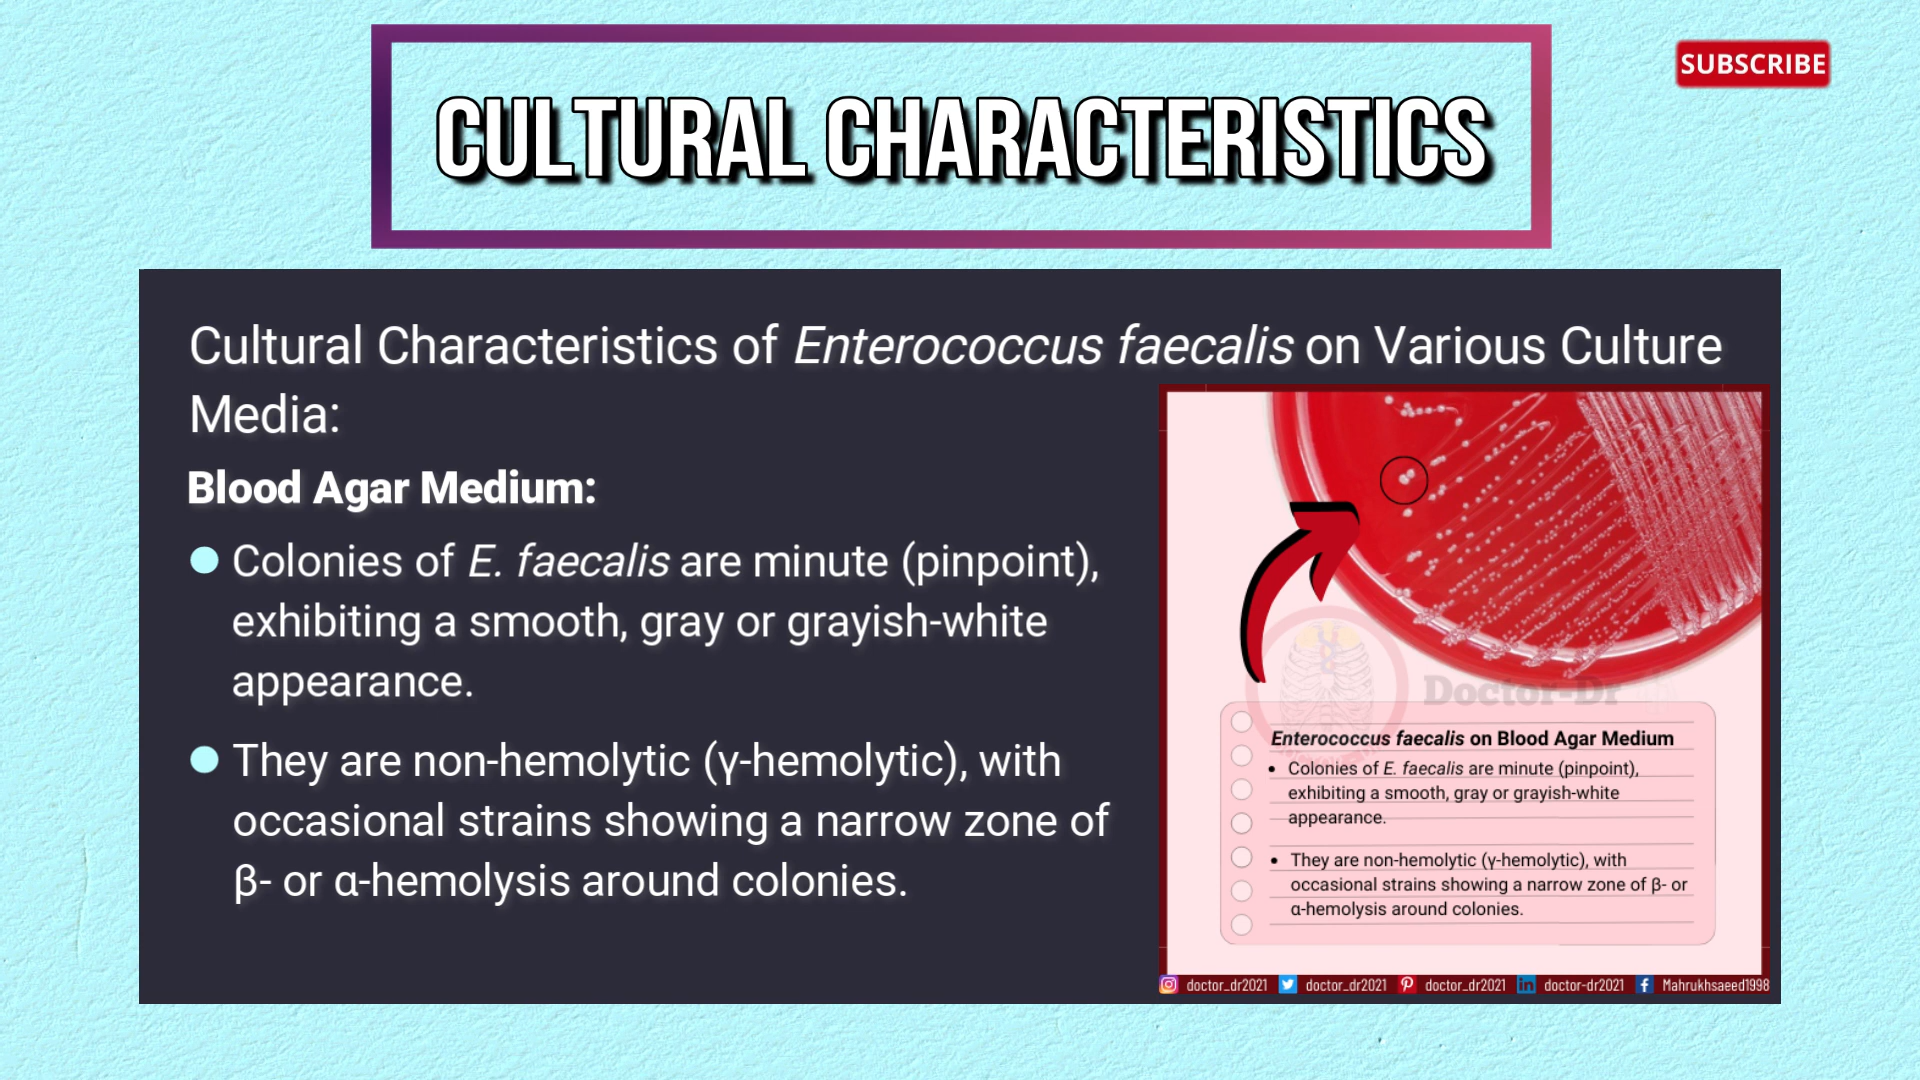 CULTURAL CHARACTERISTICS
SUBSCRIBE
Cultural Characteristics of Enterococcus faecalis on Various Culture
Media:
Blood Agar Medium:
Colonies of E. faecalis are minute (pinpoint),
exhibiting a smooth, gray or grayish-white
appearance.
They are non-hemolytic (γ-hemolytic), with
occasional strains showing a narrow zone of
β- or α-hemolysis around colonies.
Doctor-Dr
Enterococcus faecalis on Blood Agar Medium
• Colonies of E. faecalis are minute (pinpoint),
exhibiting a smooth, gray or grayish-white
appearance.
• They are non-hemolytic (γ-hemolytic), with
occasional strains showing a narrow zone of β- or
α-hemolysis around colonies.
doctor_dr2021 doctor_dr2021 doctor_dr2021 doctor-dr2021 Mahrukhsaeed1998